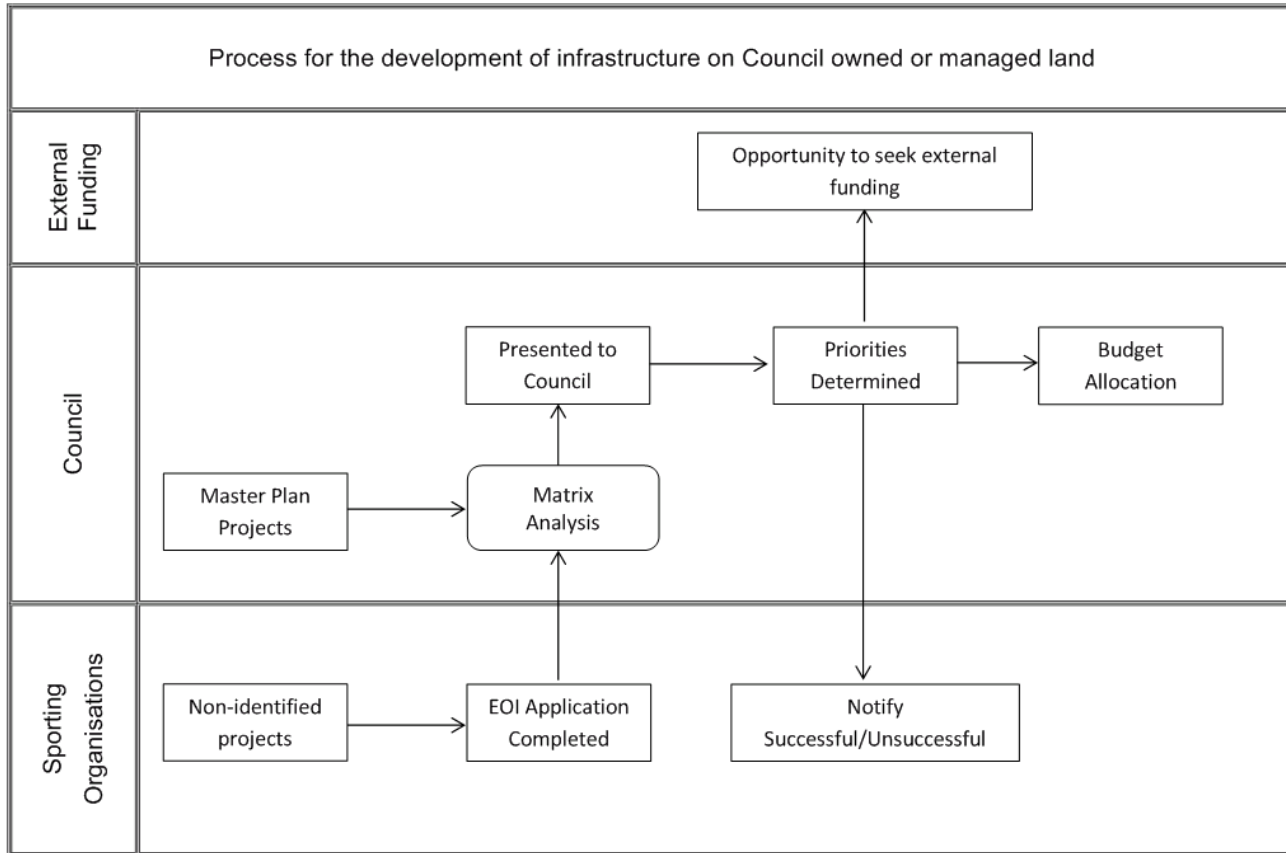 Process for the development of infrastructure on Council owned or managed land
External
Funding
Opportunity to seek external
funding
Council
Presented to
Council
Priorities
Determined
Budget
Allocation
Master Plan
Projects
Matrix
Analysis
Sporting
Organisations
Non-identified
projects
EOI Application
Completed
Notify
Successful/Unsuccessful